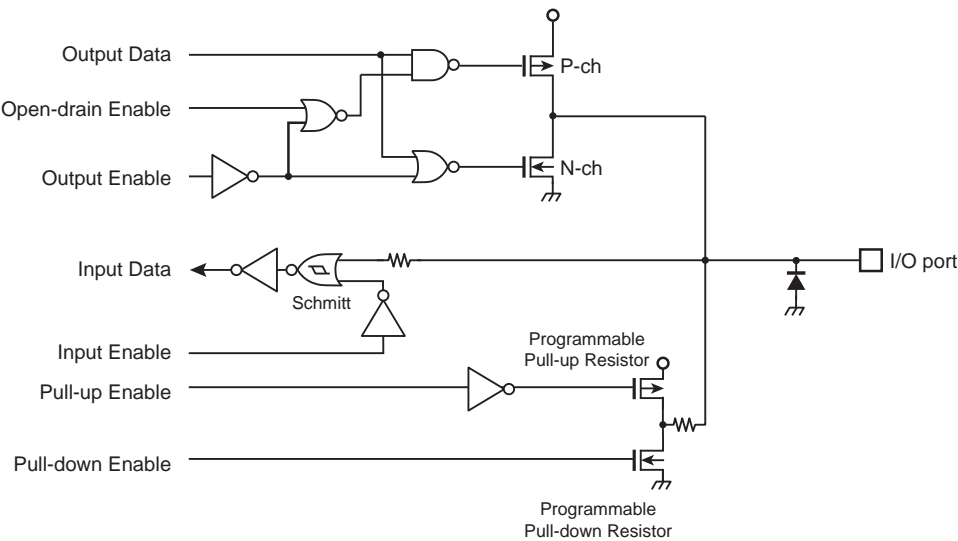 Output Data
P-ch
Open-drain Enable
Output Enable
N-ch
Input Data
I/O port
Schmitt
Input Enable
Programmable
Pull-up Resistor
Pull-up Enable
Pull-down Enable
Programmable
Pull-down Resistor